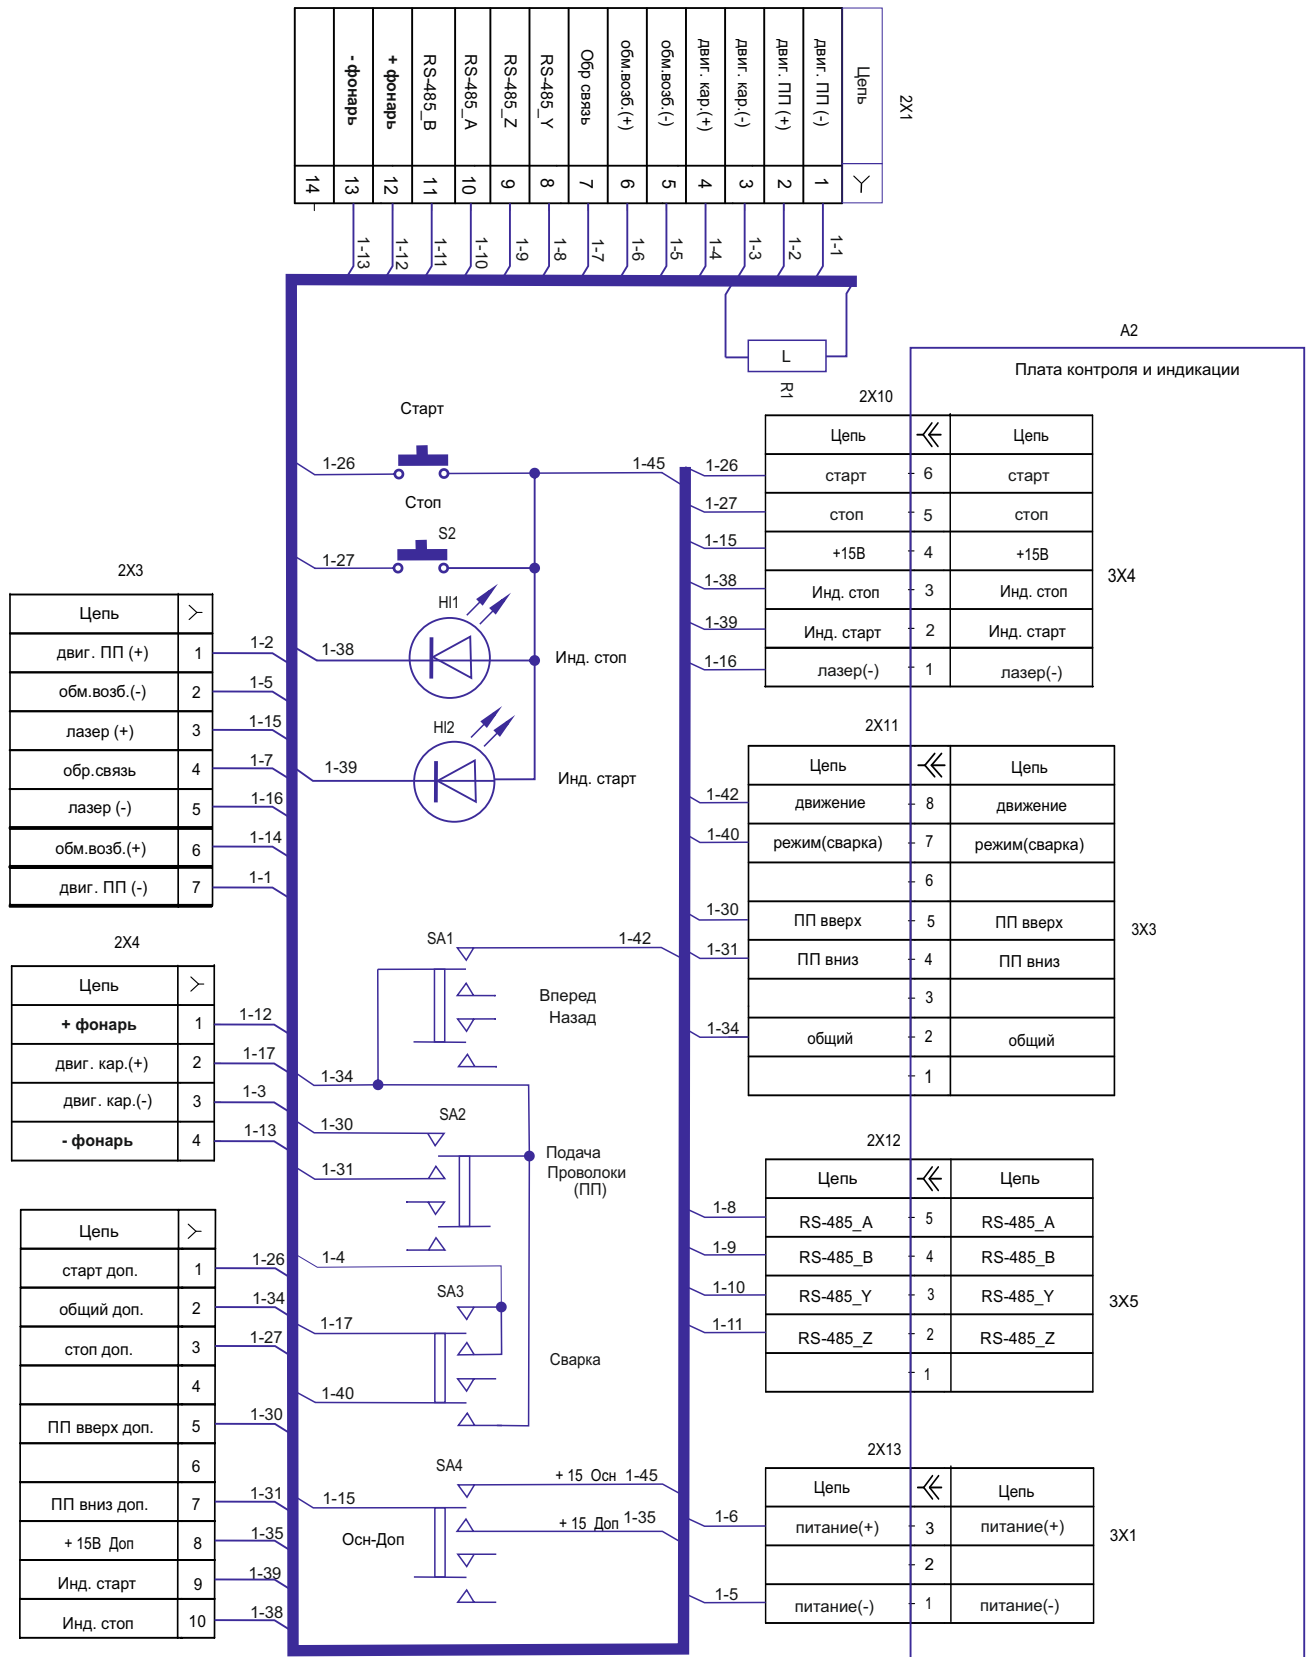 2X1
Цепь
двиг. ПП (-) 1 1-1
двиг. ПП (+) 2 1-2
двиг. кар.(-) 3 1-3
двиг. кар.(+) 4 1-4
обм.возб.(-) 5 1-5
обм.возб.(+) 6 1-6
Обр связь 7 1-7
RS-485_Y 8 1-8
RS-485_Z 9 1-9
RS-485_A 10 1-10
RS-485_B 11 1-11
+ фонарь 12 1-12
- фонарь 13 1-13
14
L
R1
A2
Плата контроля и индикации
2X3
Цепь
двиг. ПП (+) 1 1-2
обм.возб.(-) 2 1-5
лазер (+) 3 1-15
обр.связь 4 1-7
лазер (-) 5 1-16
обм.возб.(+) 6 1-14
двиг. ПП (-) 7 1-1
2X4
Цепь
+ фонарь 1 1-12
двиг. кар.(+) 2 1-17
двиг. кар.(-) 3 1-3
- фонарь 4 1-13
Цепь
старт доп. 1 1-26
общий доп. 2 1-34
стоп доп. 3 1-27
4
ПП вверх доп. 5 1-30
6
ПП вниз доп. 7 1-31
+ 15В Доп 8 1-35
Инд. старт 9 1-39
Инд. стоп 10 1-38
Старт
1-26
1-45
Стоп
S2
1-27
Hl1
1-38
Инд. стоп
Hl2
1-39
Инд. старт
SA1
1-42
Вперед
Назад
1-34
SA2
1-30
1-31
Подача
Проволоки
(ПП)
1-4
SA3
1-17
Сварка
1-40
SA4
+ 15 Осн 1-45
1-15
+ 15 Доп 1-35
Осн-Доп
2X10
Цепь Цепь
1-26 старт 6 старт
1-27 стоп 5 стоп
1-15 +15В 4 +15В
1-38 Инд. стоп 3 Инд. стоп
1-39 Инд. старт 2 Инд. старт
1-16 лазер(-) 1 лазер(-)
3X4
2X11
Цепь Цепь
1-42 движение 8 движение
1-40 режим(сварка) 7 режим(сварка)
6
1-30 ПП вверх 5 ПП вверх
1-31 ПП вниз 4 ПП вниз
3
1-34 общий 2 общий
1
3X3
2X12
Цепь Цепь
1-8 RS-485_A 5 RS-485_A
1-9 RS-485_B 4 RS-485_B
1-10 RS-485_Y 3 RS-485_Y
1-11 RS-485_Z 2 RS-485_Z
1
3X5
2X13
Цепь Цепь
1-6 питание(+) 3 питание(+)
2
1-5 питание(-) 1 питание(-)
3X1